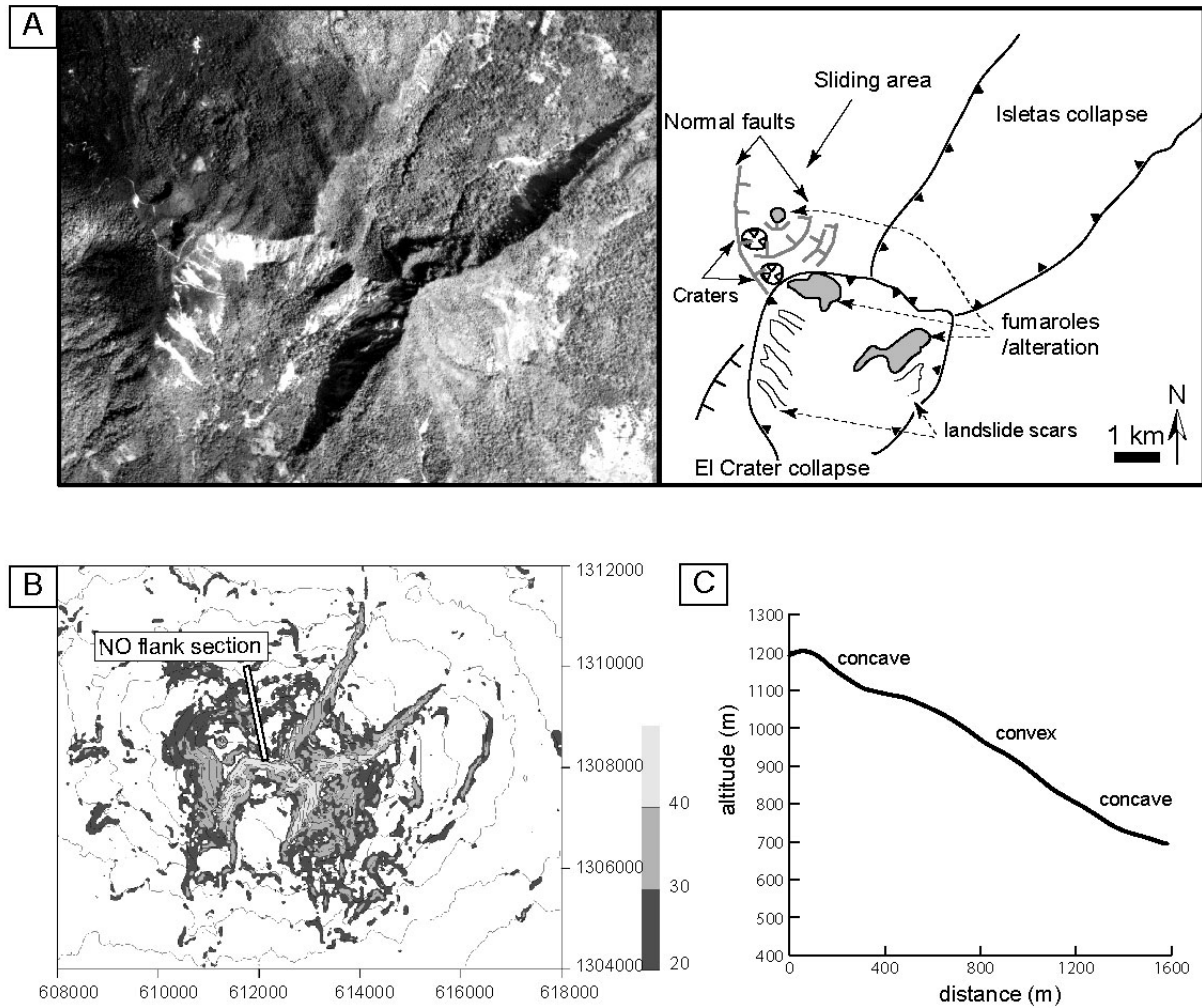 A
Sliding area
Normal faults
Isletas collapse
Craters
fumaroles
/alteration
landslide scars
El Crater collapse
N
1 km
B
NO flank section
1312000
1310000
1308000
1306000
1304000
40
30
20
608000
610000
612000
614000
616000
618000
C
altitude (m)
1300
1200
1100
1000
900
800
700
600
500
400
concave
convex
concave
0
400
800
1200
1600
distance (m)